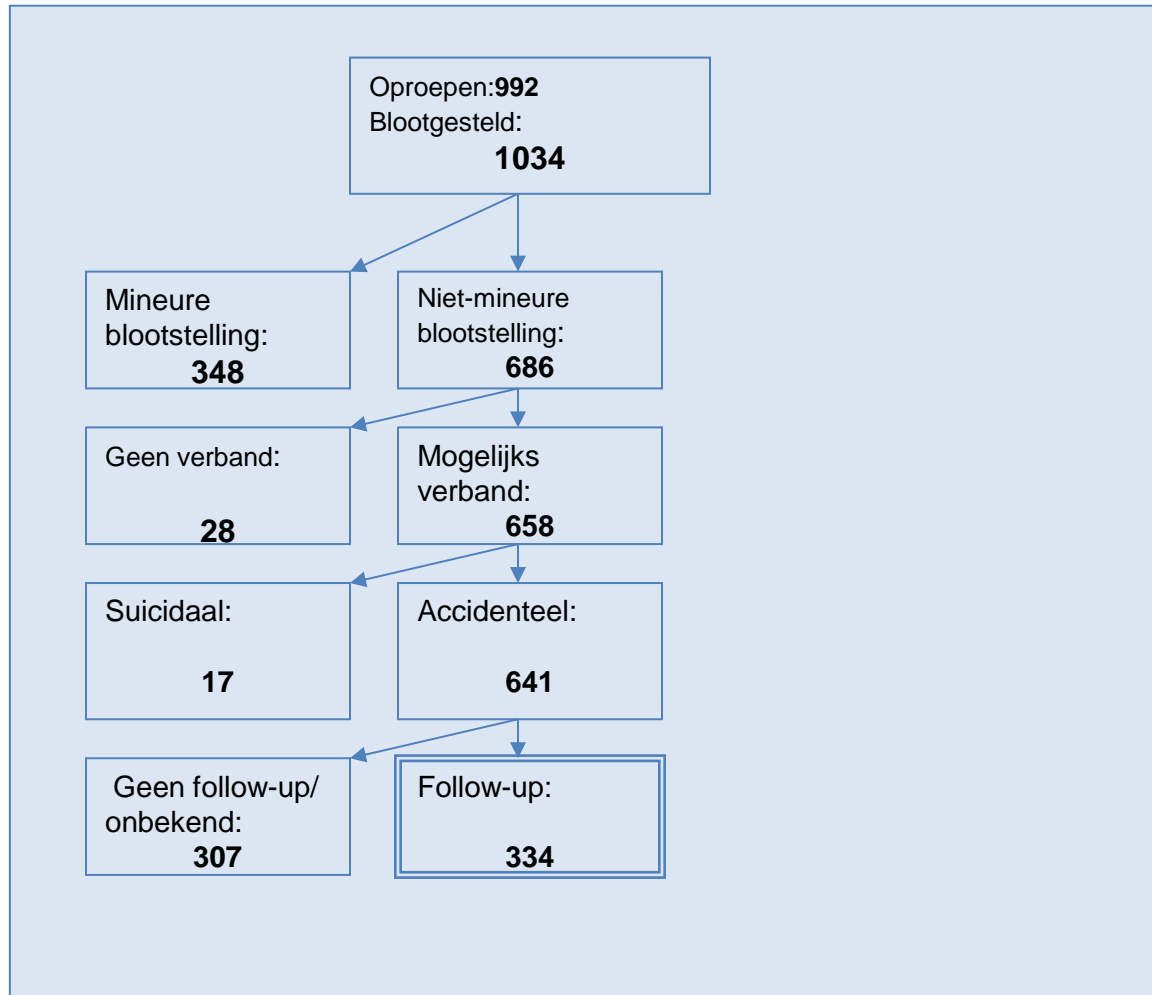 Oproepen:992
Blootgesteld:
1034
Mineure
blootstelling:
348
Niet-mineure
blootstelling:
686
Geen verband:
28
Mogelijks
verband:
658
Suicidaal:
17
Accidenteel:
641
Geen follow-up/
onbekend:
307
Follow-up:
334